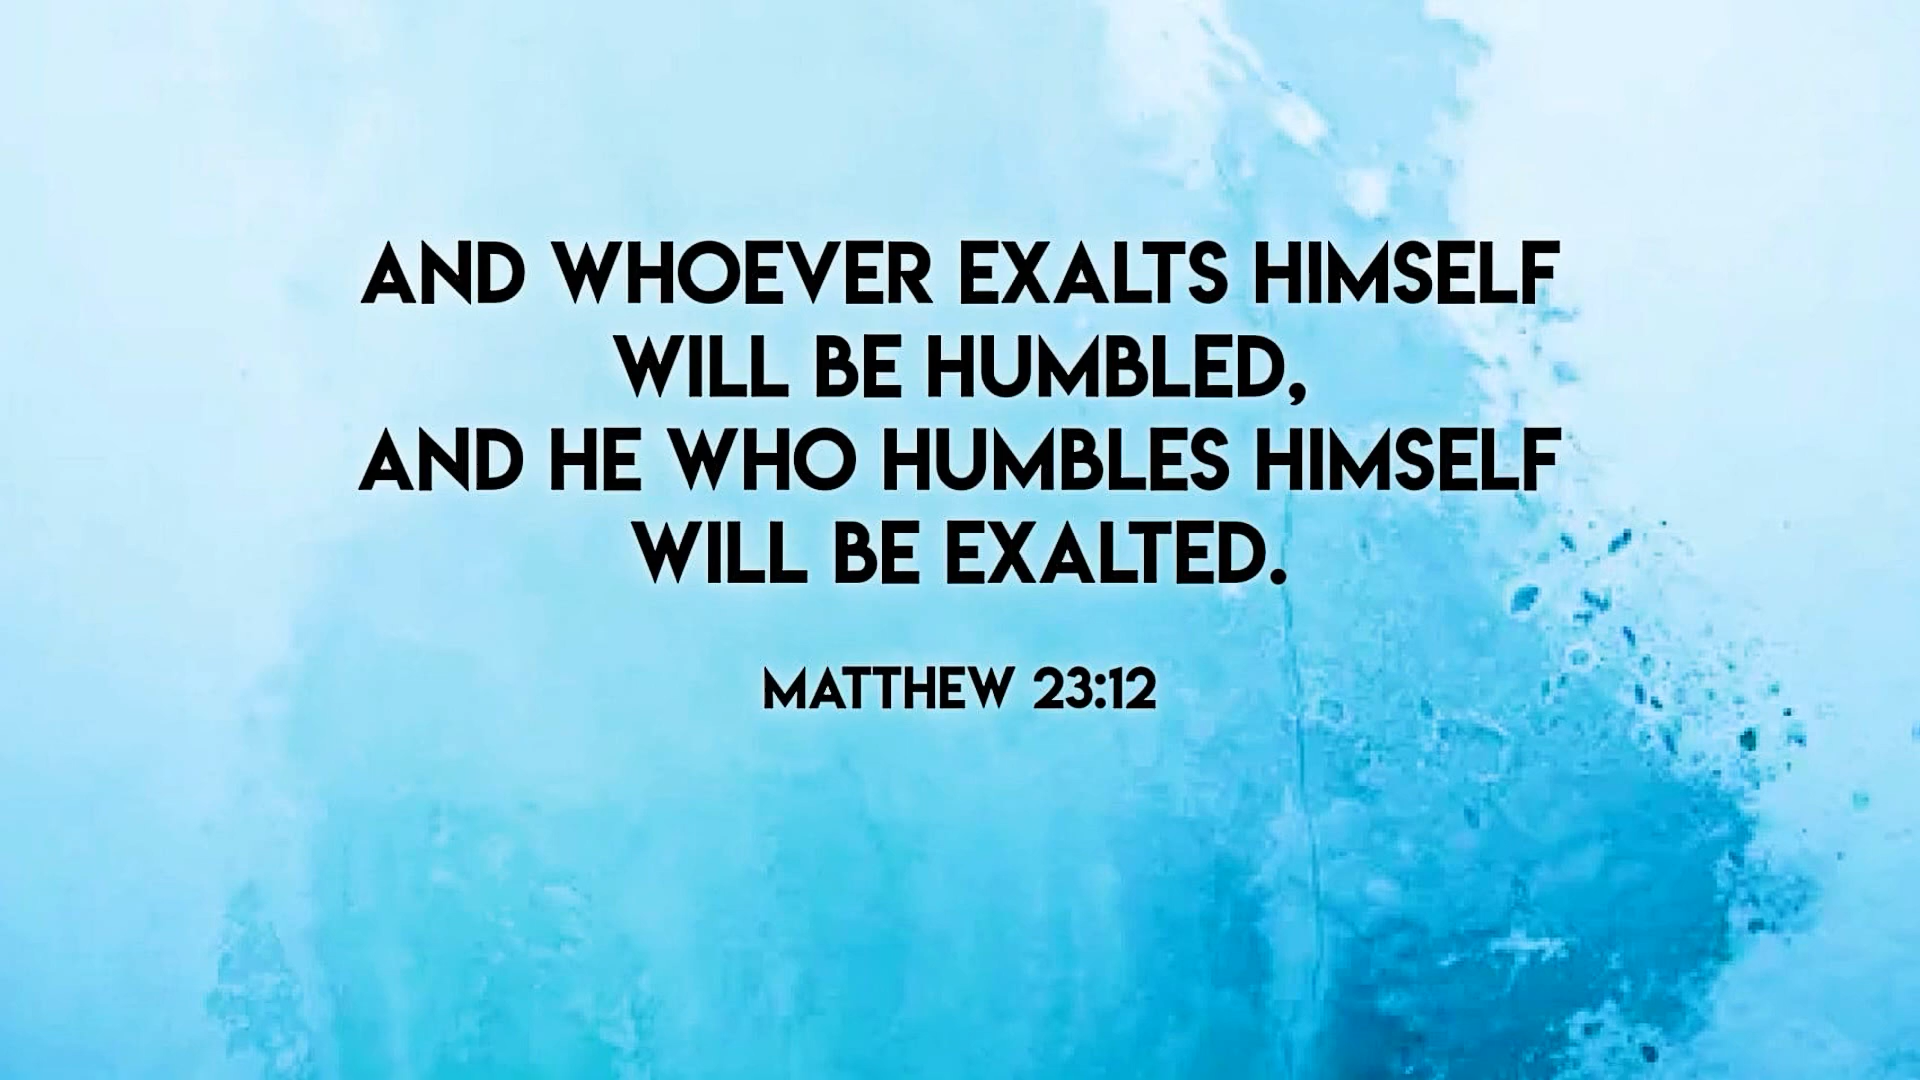 AND WHOEVER EXALTS HIMSELF
WILL BE HUMBLED,
AND HE WHO HUMBLES HIMSELF
WILL BE EXALTED.
MATTHEW 23:12